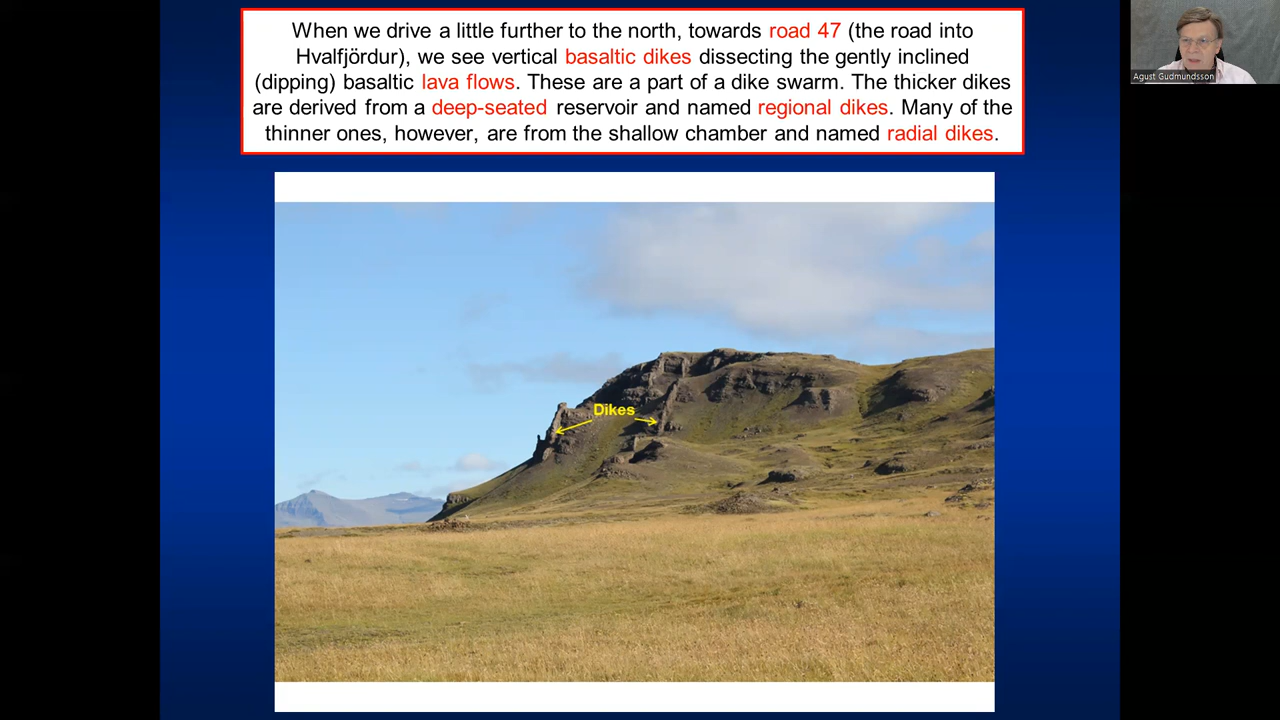 When we drive a little further to the north, towards road 47 (the road into
Hvalfjördur), we see vertical basaltic dikes dissecting the gently inclined
(dipping) basaltic lava flows. These are a part of a dike swarm. The thicker dikes
are derived from a deep-seated reservoir and named regional dikes. Many of the
thinner ones, however, are from the shallow chamber and named radial dikes.
Agust Gudmundsson
Dikes